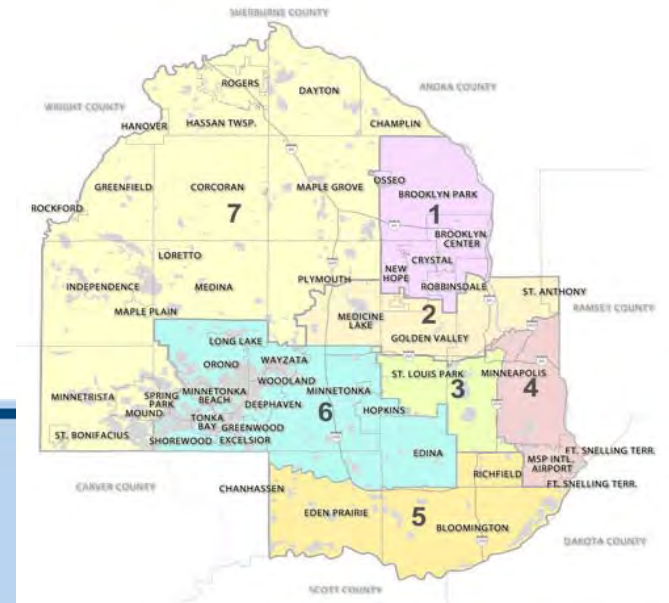 SHERBURNE COUNTY
ROGERS
DAYTON
ANOKA COUNTY
WRIGHT COUNTY
HANOVER
HASSAN TWSP.
CHAMPLIN
GREENFIELD
CORCORAN
MAPLE GROVE
OSSEO
BROOKLYN PARK
1
ROCKFORD
7
BROOKLYN
CENTER
LORETTO
CRYSTAL
NEW
HOPE
PLYMOUTH
ROBBINSDALE
ST. ANTHONY
INDEPENDENCE
MEDINA
RAMSEY COUNTY
MAPLE PLAIN
MEDICINE
LAKE
2
GOLDEN VALLEY
LONG LAKE
ORONO
WAYZATA
ST. LOUIS PARK
MINNEAPOLIS
WOODLAND
3
4
MINNETRISTA
SPRING
PARK
MINNETONKA
BEACH
DEEPHAVEN
MINNETONKA
MOUND
6
HOPKINS
TONKA
BAY
GREENWOOD
ST. BONIFACIUS
SHOREWOOD
EXCELSIOR
EDINA
FT. SNELLING TERR.
MSP INTL.
AIRPORT
RICHFIELD
FT. SNELLING TERR.
CARVER COUNTY
CHANHASSEN
EDEN PRAIRIE
5
BLOOMINGTON
DAKOTA COUNTY
SCOTT COUNTY